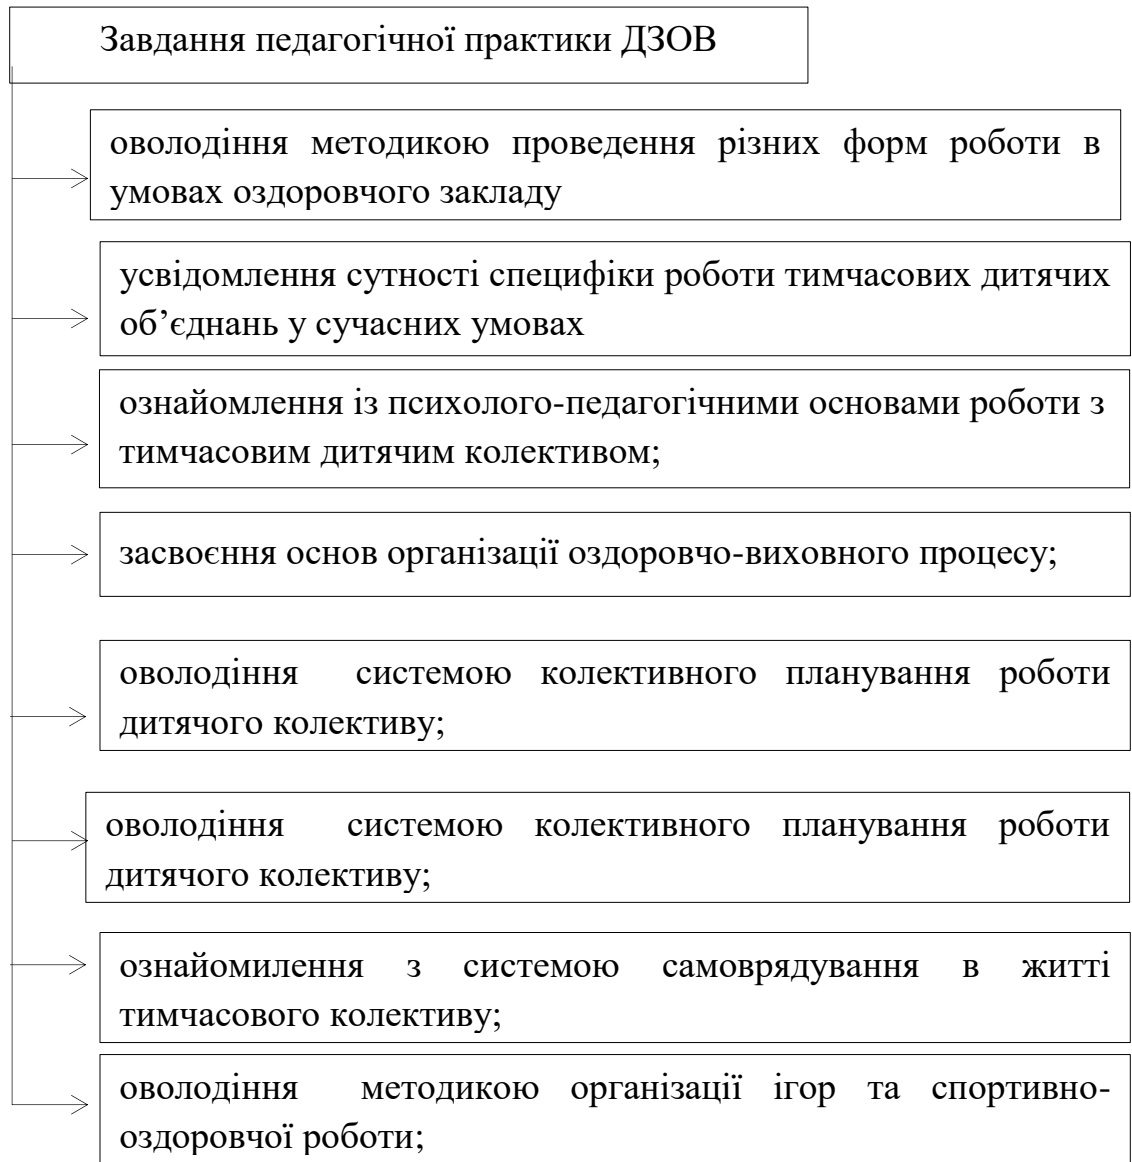 Завдання педагогічної практики ДЗОВ
оволодіння методикою проведення різних форм роботи в
умовах оздоровчого закладу
усвідомлення сутності специфіки роботи тимчасових дитячих
об’єднань у сучасних умовах
ознайомлення із психолого-педагогічними основами роботи з
тимчасовим дитячим колективом;
засвоєння основ організації оздоровчо-виховного процесу;
оволодіння системою колективного планування роботи
дитячого колективу;
оволодіння системою колективного планування роботи
дитячого колективу;
ознайомилення з системою самоврядування в житті
тимчасового колективу;
оволодіння методикою організації ігор та спортивно-
оздоровчої роботи;